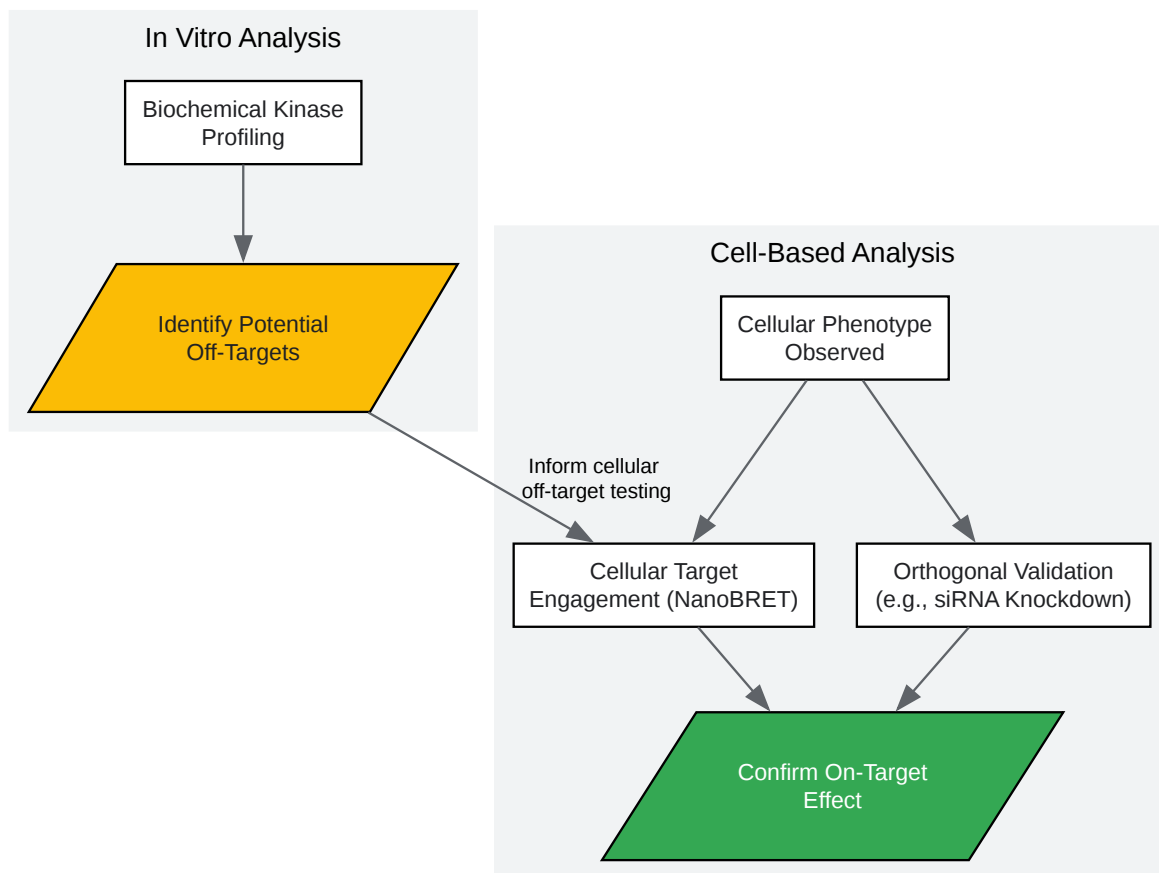 In Vitro Analysis
Biochemical Kinase
Profiling
Identify Potential
Off-Targets
Inform cellular
off-target testing
Cell-Based Analysis
Cellular Phenotype
Observed
Cellular Target
Engagement (NanoBRET)
Orthogonal Validation
(e.g., siRNA Knockdown)
Confirm On-Target
Effect